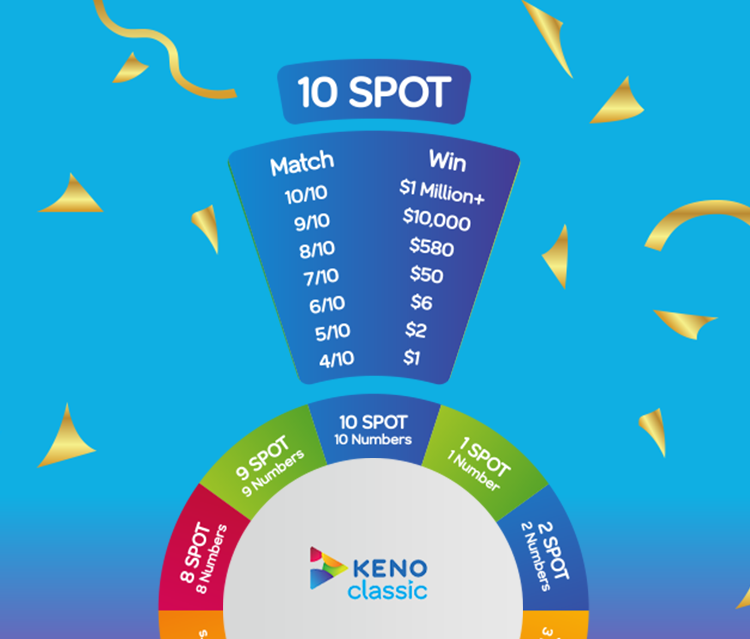 10 SPOT
Match Win
10/10 $1 Million+
9/10 $10,000
8/10 $580
7/10 $50
6/10 $6
5/10 $2
4/10 $1
10 SPOT
10 Numbers
9 SPOT
9 Numbers
1 SPOT
1 Number
8 SPOT
8 Numbers
2 SPOT
2 Numbers
KENO
classic